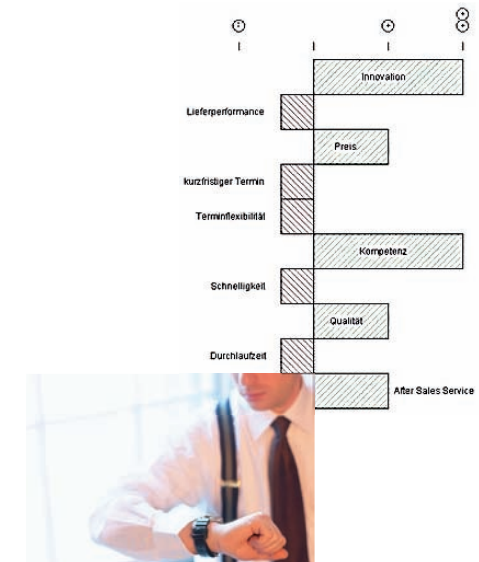 Innovation
Lieferperformance
Preis
kurzfristiger Termin
Terminflexibilität
Kompetenz
Schnelligkeit
Qualität
Durchlaufzeit
After Sales Service